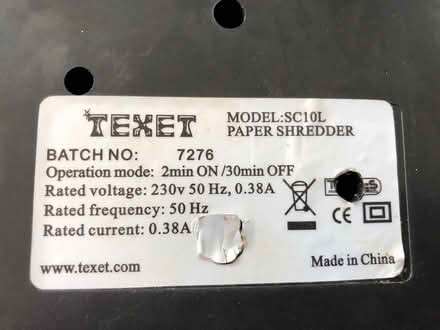 TEXET
MODEL:SC10L
PAPER SHREDDER
BATCH NO: 7276
Operation mode: 2min ON /30min OFF
Rated voltage: 230v 50 Hz, 0.38A
Rated frequency: 50 Hz
Rated current: 0.38A
CE
www.texet.com
Made in China